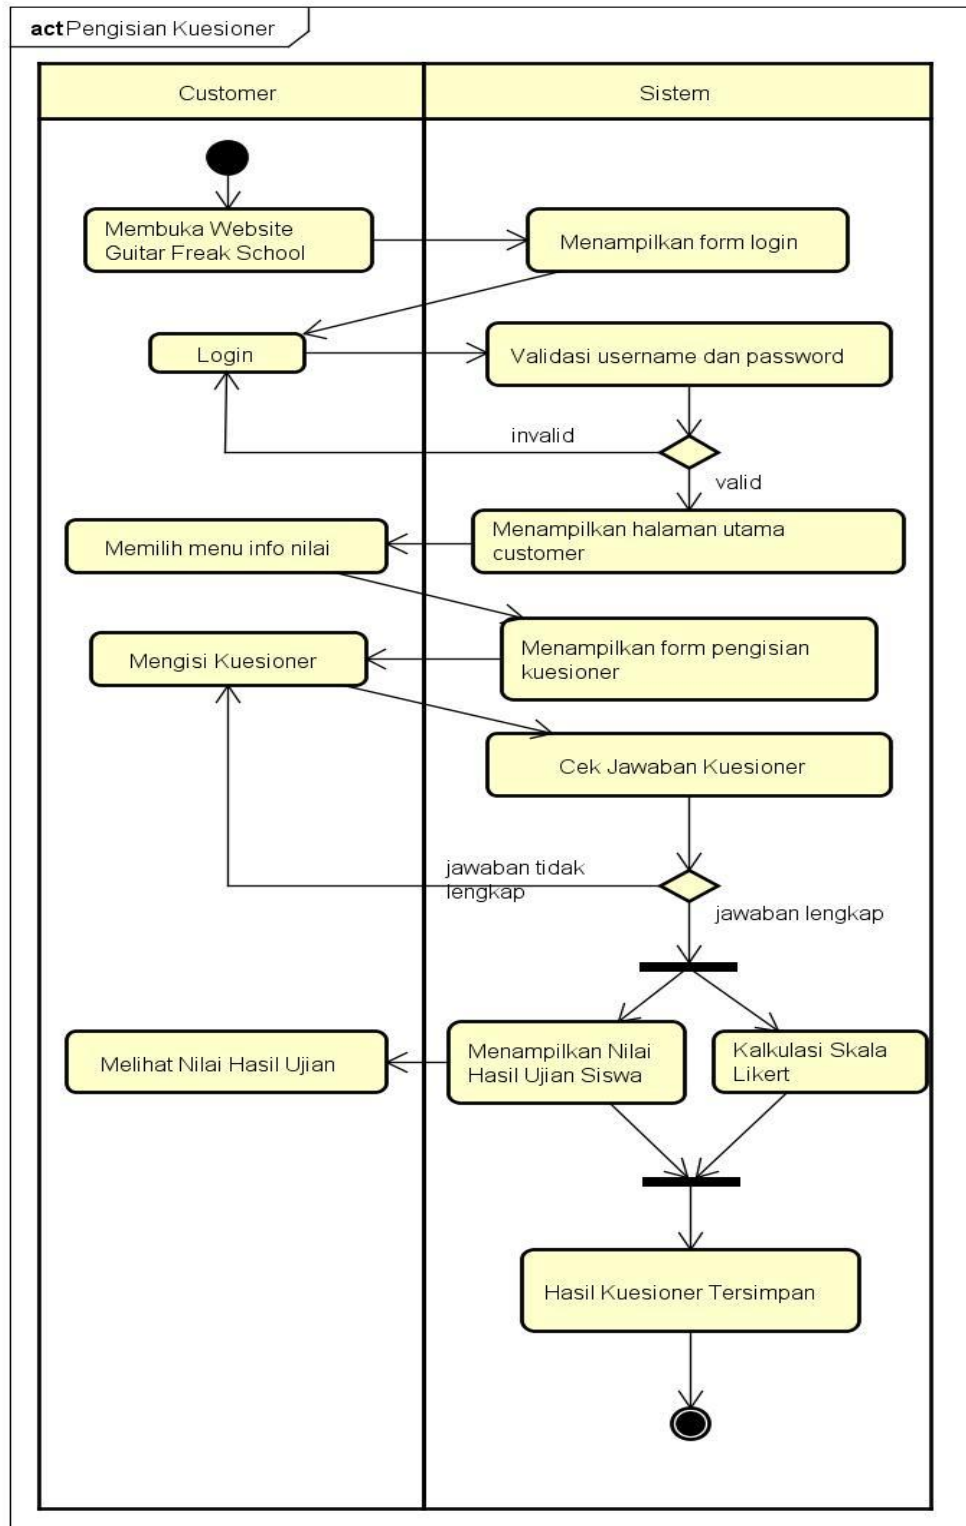 act Pengisian Kuesioner
Customer
Sistem
Membuka Website
Guitar Freak School
Menampilkan form login
Login
Validasi username dan password
invalid
valid
Memilih menu info nilai
Menampilkan halaman utama
customer
Mengisi Kuesioner
Menampilkan form pengisian
kuesioner
Cek Jawaban Kuesioner
jawaban tidak
lengkap
jawaban lengkap
Melihat Nilai Hasil Ujian
Menampilkan Nilai
Hasil Ujian Siswa
Kalkulasi Skala
Likert
Hasil Kuesioner Tersimpan